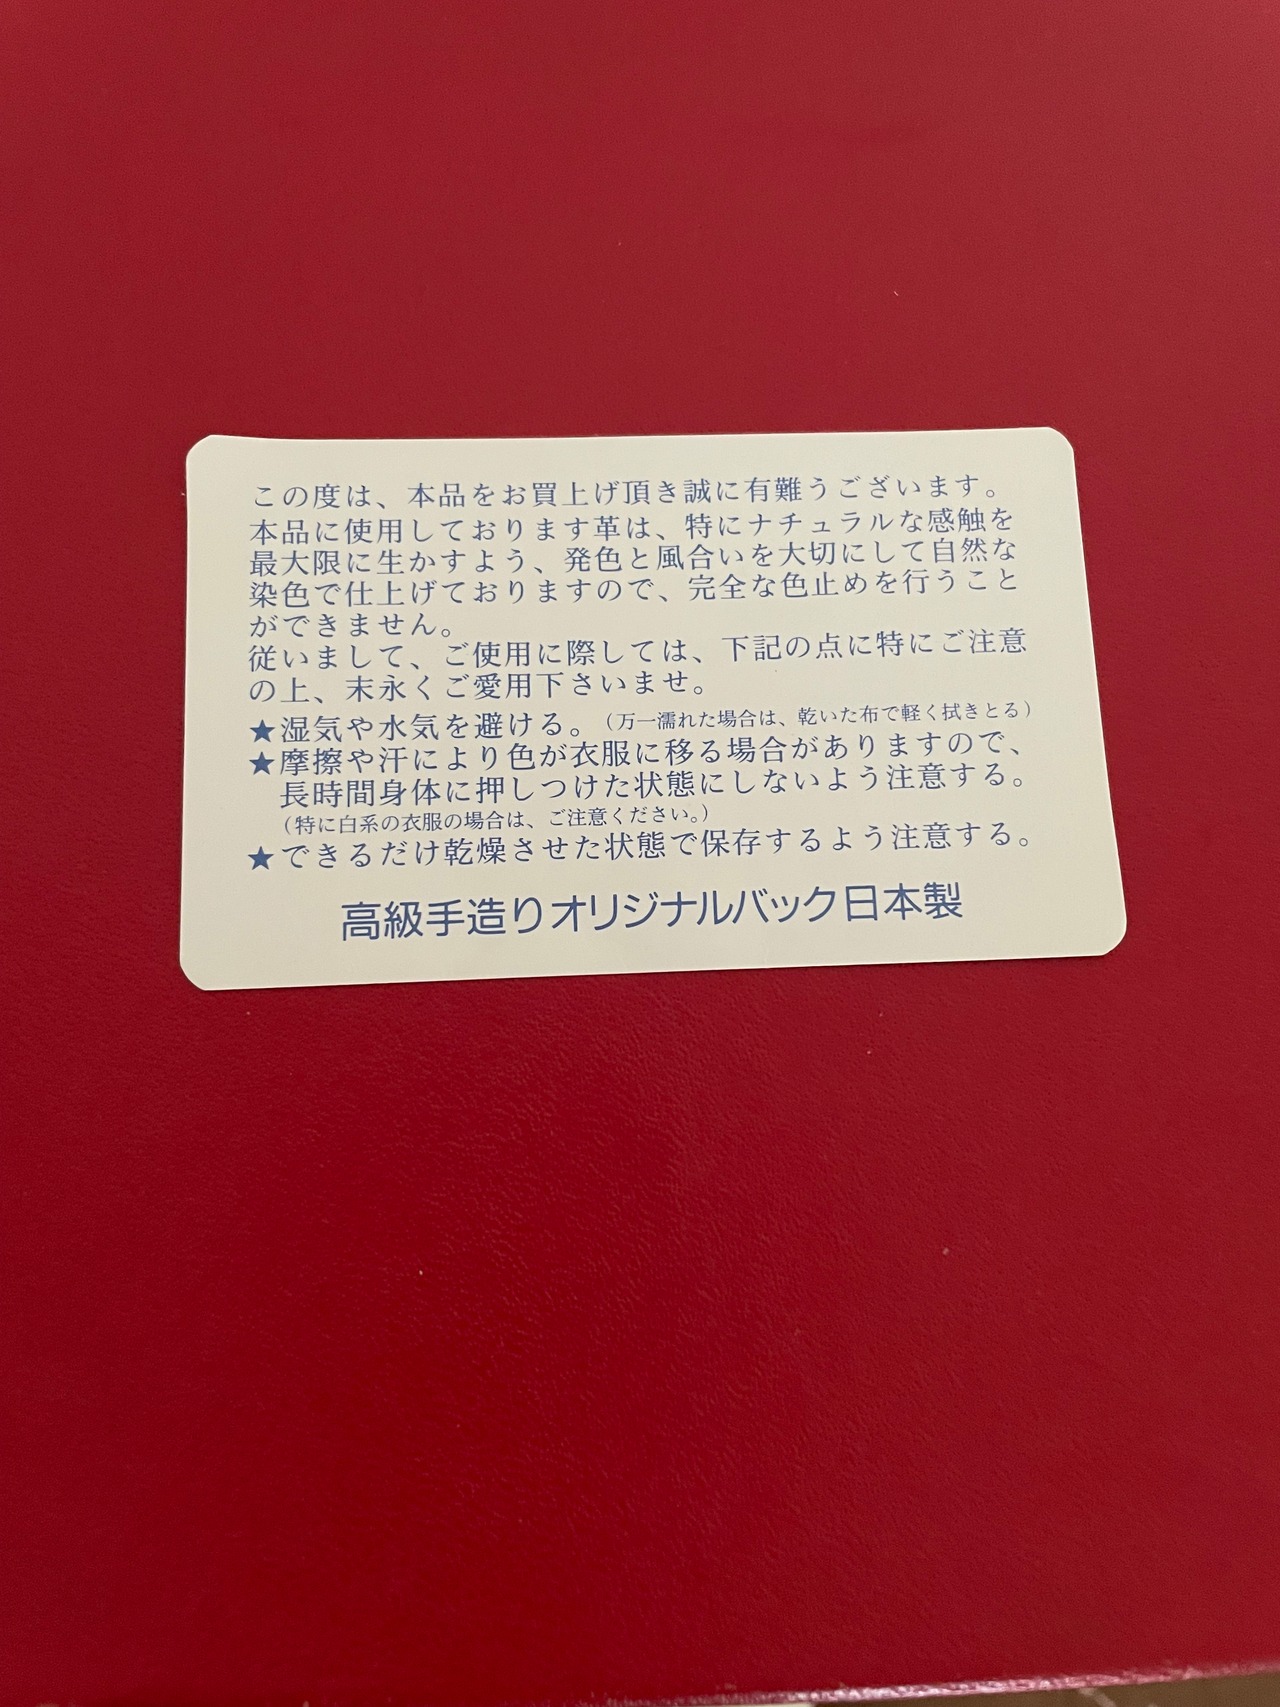 この度は、本品をお買上げ頂き誠に有難うございます。
本品に使用しております革は、特にナチュラルな感触を
最大限に生かすよう、発色と風合いを大切にして自然な
染色で仕上げておりますので、完全な色止めを行うこと
ができません。
従いまして、ご使用に際しては、下記の点に特にご注意
の上、末永くご愛用下さいませ。
★湿気や水気を避ける。（万一濡れた場合は、乾いた布で軽く拭きとる）
★摩擦や汗により色が衣服に移る場合がありますので、
長時間身体に押しつけた状態にしないよう注意する。
（特に白系の衣服の場合は、ご注意ください。）
★できるだけ乾燥させた状態で保存するよう注意する。
高級手造りオリジナルバック日本製